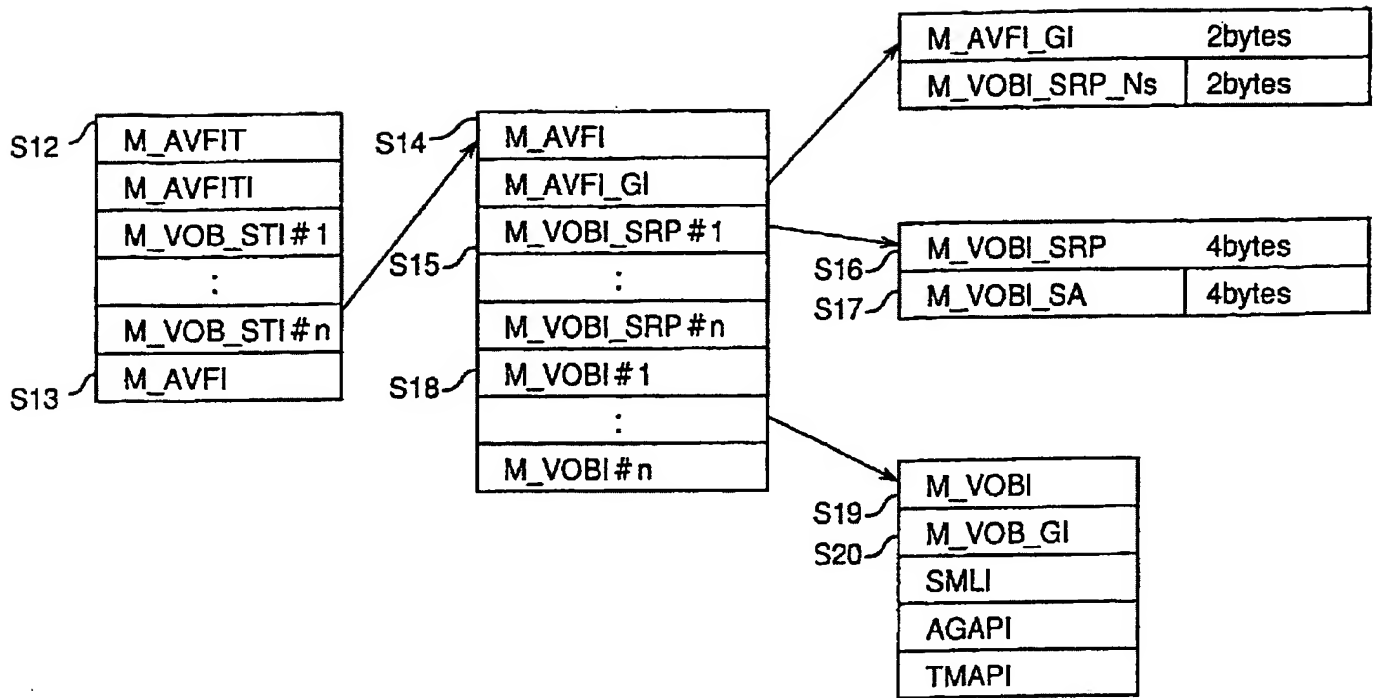 S12
M_AVFIT
M_AVFITI
M_VOB_STI#1
:
M_VOB_STI#n
S13
M_AVFI
S14
M_AVFI
M_AVFI_GI
M_VOBI_SRP#1
S15
:
M_VOBI_SRP#n
S18
M_VOBI#1
:
M_VOBI#n
M_AVFI_GI 2bytes
M_VOBI_SRP_Ns 2bytes
M_VOBI_SRP 4bytes
S16
M_VOBI_SA 4bytes
S17
M_VOBI
S19
M_VOB_GI
S20
SMLI
AGAPI
TMAPI